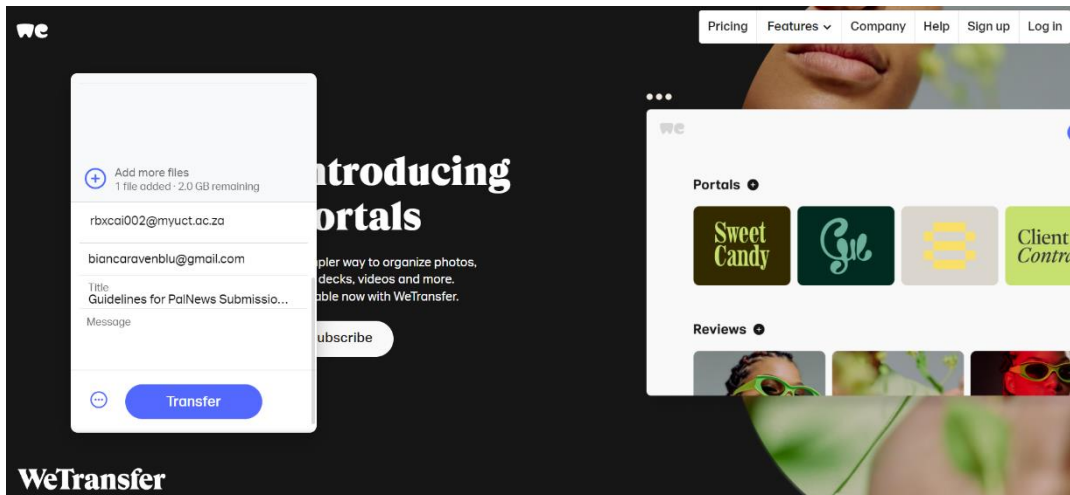 we
Pricing Features Company Help Sign up Log in
Add more files
1 file added · 2.0 GB remaining
rbxcai002@myuct.ac.za
biancaravenblu@gmail.com
Title
Guidelines for PalNews Submissio...
Message
Transfer
ntroducing
ortals
pler way to organize photos,
decks, videos and more.
able now with WeTransfer.
ubscribe
we
Portals
Sweet
Candy
Client
Contra
Reviews
WeTransfer